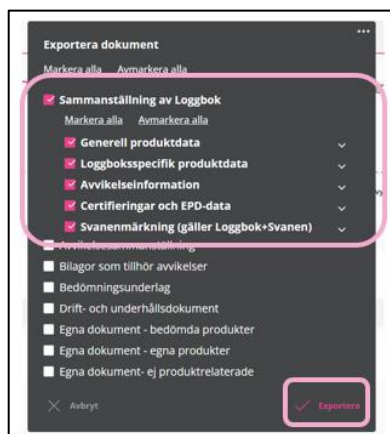 Exportera dokument
Markera alla Avmarkera alla
Sammanställning av Loggbok
Markera alla Avmarkera alla
Generell produktdata
Loggboksspecifik produktdata
Avvikelseinformation
Certifieringar och EPD-data
Svanenmärkning (gäller Loggbok+Svanen)
Avvikelsesammanställning
Bilagor som tillhör avvikelser
Bedömningsunderlag
Drift- och underhållsdokument
Egna dokument - bedömda produkter
Egna dokument - egna produkter
Egna dokument- ej produktrelaterade
Avbryt Exportera